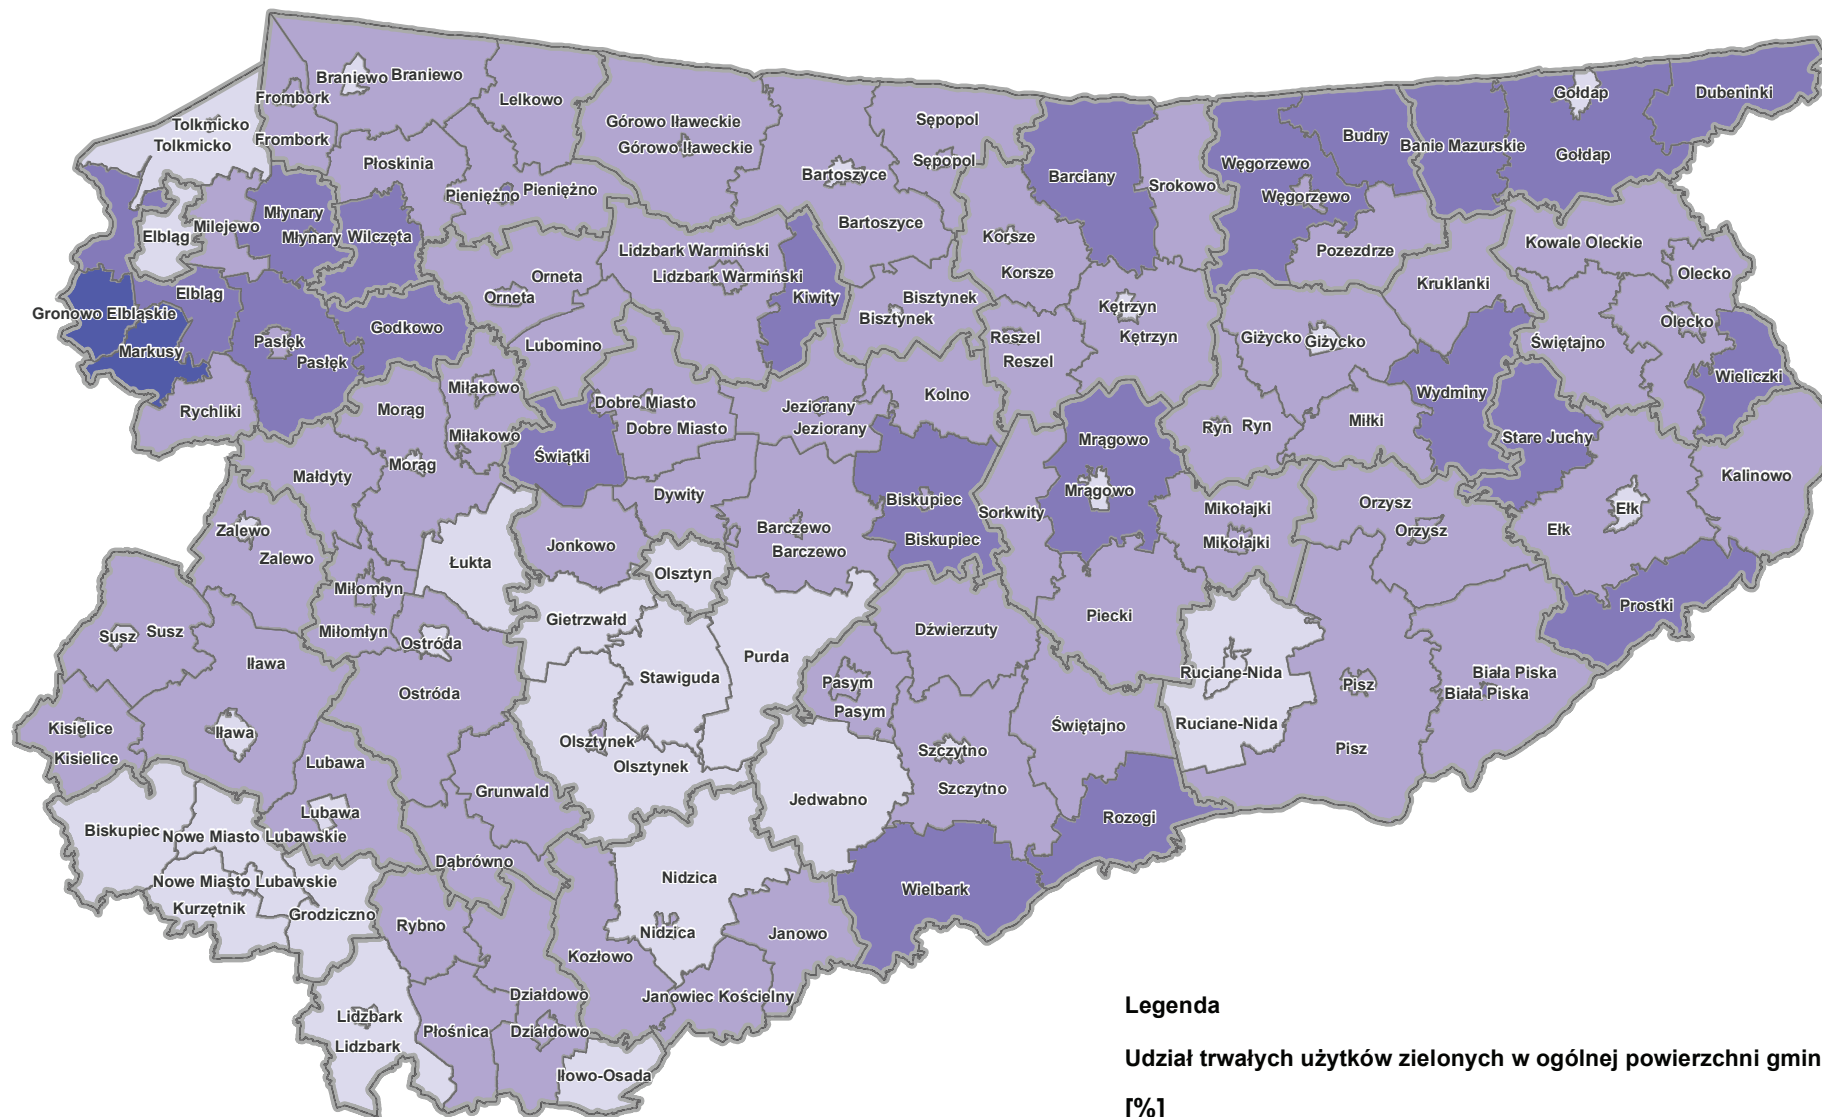 Braniewo Braniewo
Frombork
Lelkowo
Gołdap
Dubeninki
Tolkmicko
Tolkmicko
Frombork
Górowo Iławeckie
Górowo Iławeckie
Sępopol
Sępopol
Budry
Banie Mazurskie
Gołdap
Płoskinia
Pieniężno
Pieniężno
Bartoszyce
Bartoszyce
Barciany
Srokowo
Węgorzewo
Węgorzewo
Młynary
Młynary
Milejewo
Elbląg
Wilczęta
Lidzbark Warmiński
Lidzbark Warmiński
Korsze
Korsze
Pozezdrze
Kowale Oleckie
Olecko
Orneta
Orneta
Kiwity
Bisztynek
Bisztynek
Kruklanki
Elbląg
Gronowo Elbląskie
Markusy
Pasłęk
Pasłęk
Godkowo
Lubomino
Reszel
Reszel
Kętrzyn
Kętrzyn
Giżycko
Giżycko
Olecko
Świętajno
Wieliczki
Rychliki
Morąg
Miłakowo
Miłakowo
Dobre Miasto
Dobre Miasto
Jeziorany
Jeziorany
Kolno
Wydminy
Mrągowo
Ryn
Ryn
Miłki
Stare Juchy
Małdyty
Morąg
Świątki
Dywity
Biskupiec
Biskupiec
Mrągowo
Sorkwity
Mikołajki
Mikołajki
Orzysz
Orzysz
Kalinowo
Ełk
Ełk
Zalewo
Zalewo
Łukta
Jonkowo
Barczewo
Barczewo
Olsztyn
Miłomłyn
Miłomłyn
Gietrzwałd
Dźwierzuty
Piecki
Prostki
Susz
Susz
Iława
Ostróda
Ostróda
Stawiguda
Purda
Pasym
Pasym
Ruciane-Nida
Ruciane-Nida
Pisz
Pisz
Biała Piska
Biała Piska
Kisielice
Kisielice
Iława
Olsztynek
Olsztynek
Szczytno
Szczytno
Świętajno
Lubawa
Lubawa
Grunwald
Jedwabno
Rozogi
Biskupiec
Nowe Miasto Lubawskie
Nowe Miasto Lubawskie
Dąbrówno
Nidzica
Nidzica
Wielbark
Kurzętnik
Grodziczno
Rybno
Kozłowo
Janowo
Janowiec Kościelny
Działdowo
Działdowo
Lidzbark
Lidzbark
Płośnica
Iłowo-Osada
Legenda
Udział trwałych użytków zielonych w ogólnej powierzchni gmin
[%]